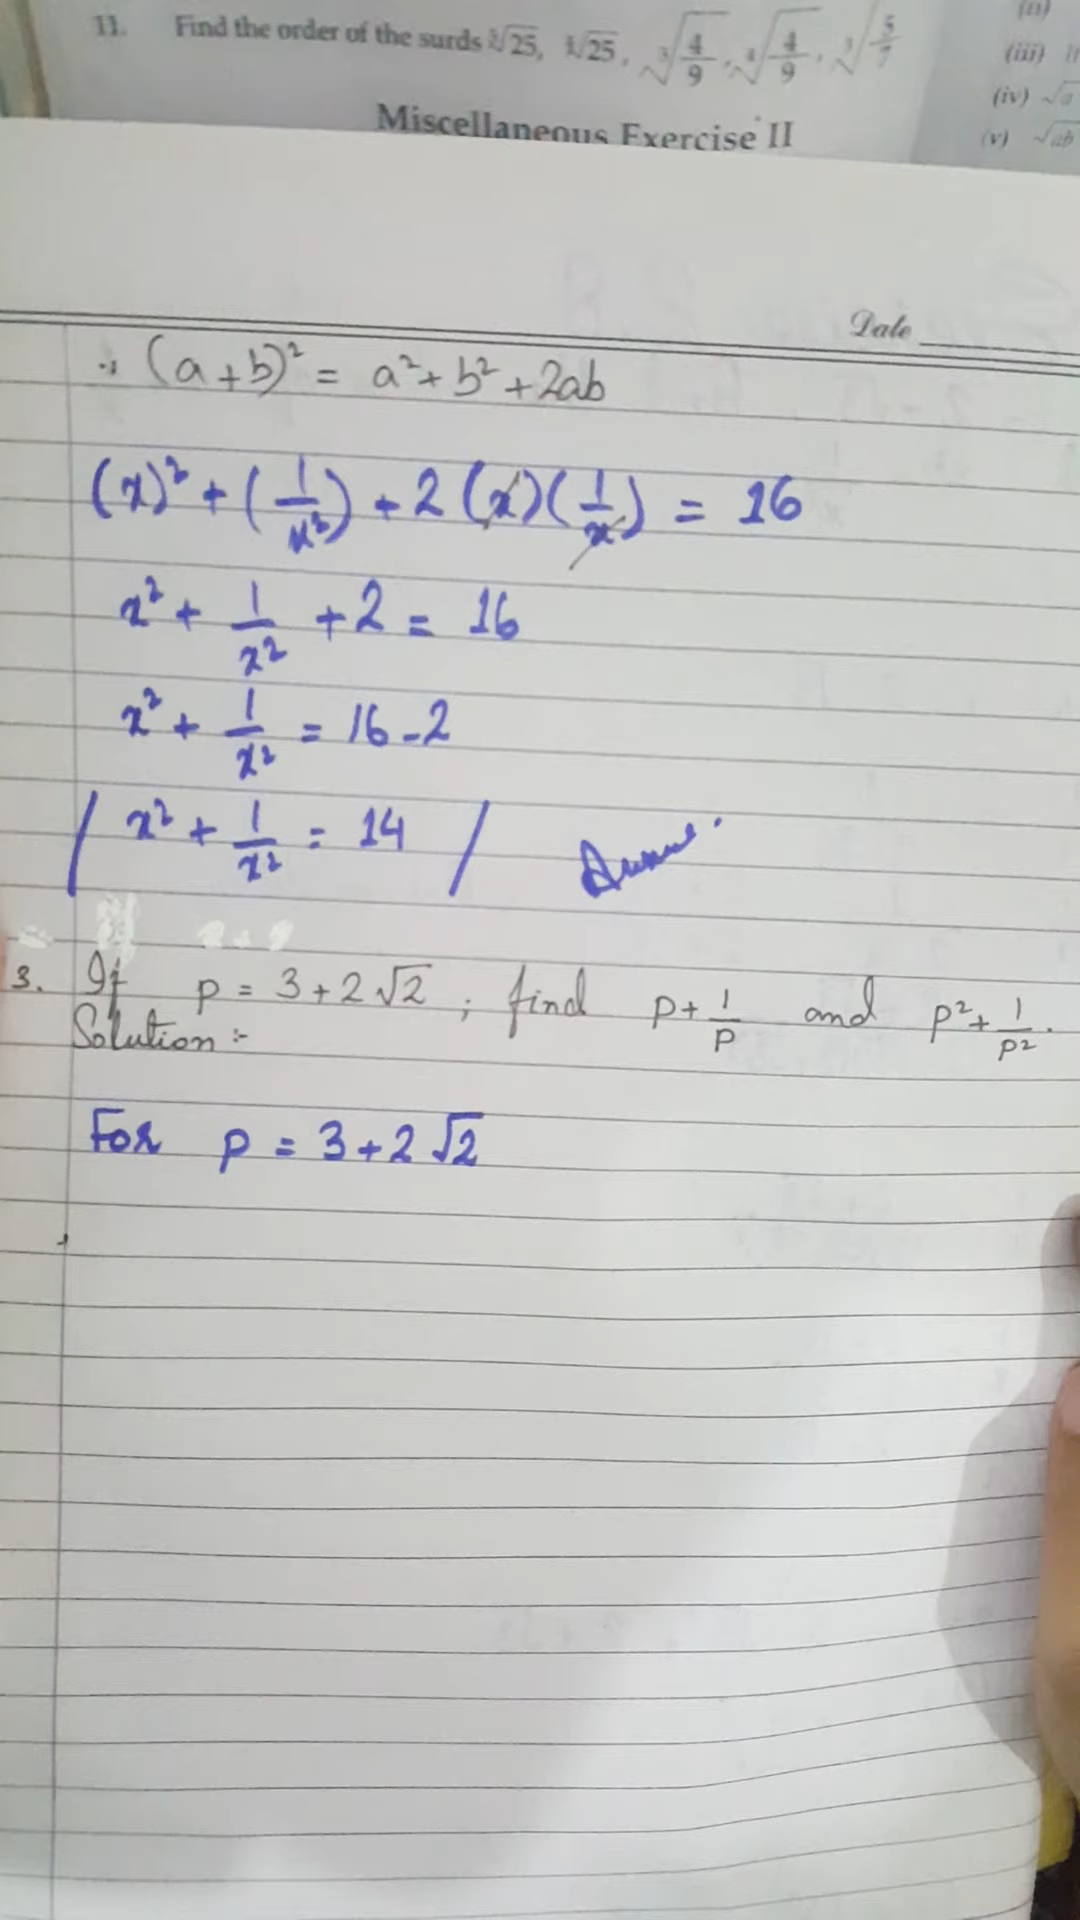 11. Find the order of the surds ∛25, ∜25, ∛(4/9), ∜(4/9), ∛(5/7)
Miscellaneous Exercise II
(iii)
(iv) √a
(v) √ab
Date
∵ (a+b)² = a² + b² + 2ab
(x)² + (1/x²) + 2 (x)(1/x) = 16
x² + 1/x² + 2 = 16
x² + 1/x² = 16 - 2
x² + 1/x² = 14
3. If p = 3+2√2 , find p + 1/p and p² + 1/p² .
Solution :-
For p = 3+2√2